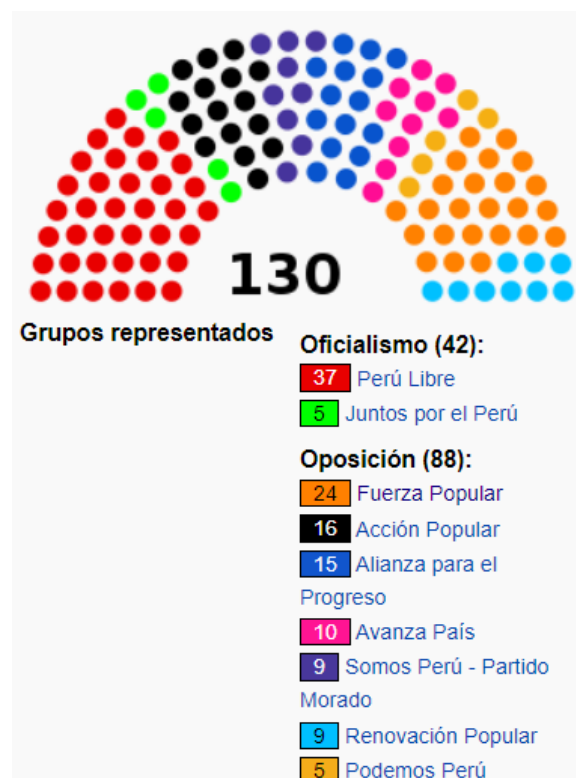 130
Grupos representados
Oficialismo (42):
37 Perú Libre
5 Juntos por el Perú
Oposición (88):
24 Fuerza Popular
16 Acción Popular
15 Alianza para el
Progreso
10 Avanza País
9 Somos Perú - Partido
Morado
9 Renovación Popular
5 Podemos Perú